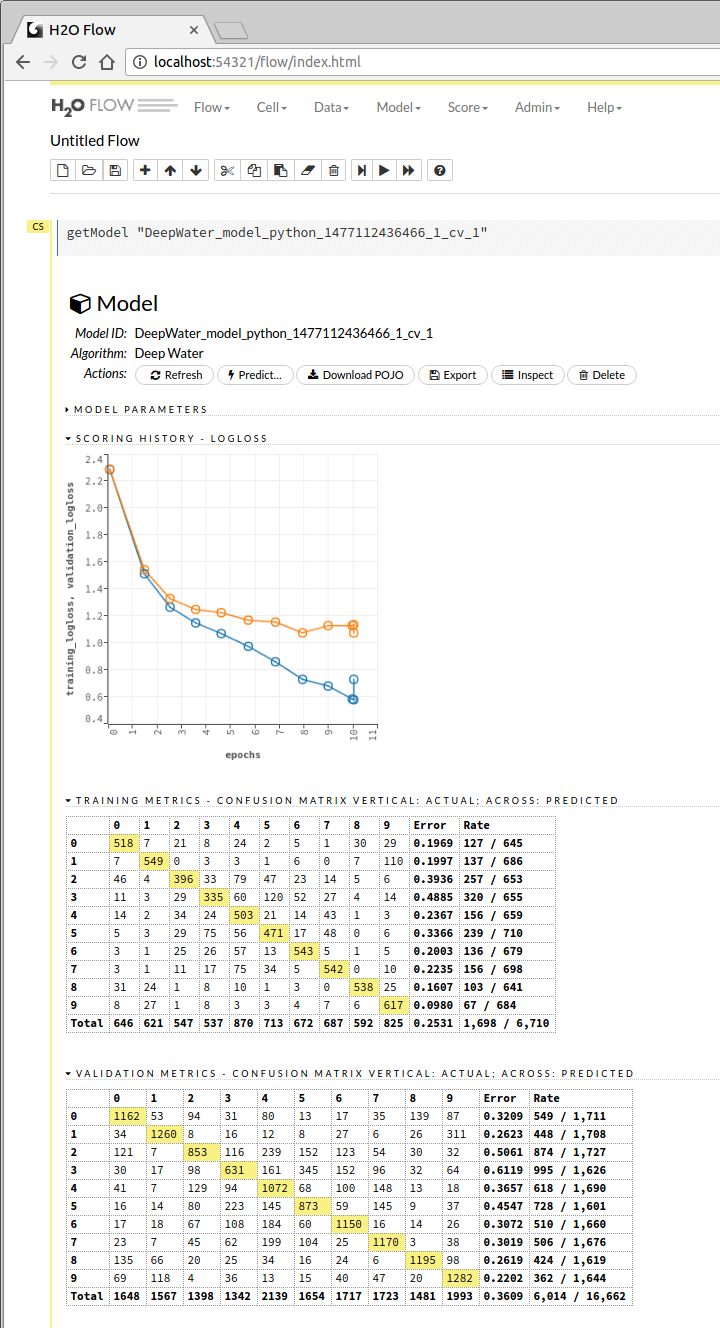 H2O Flow
localhost:54321/flow/index.html
H2O FLOW Flow Cell Data Model Score Admin Help
Untitled Flow
CS
getModel "DeepWater_model_python_1477112436466_1_cv_1"
Model
Model ID: DeepWater_model_python_1477112436466_1_cv_1
Algorithm: Deep Water
Actions: Refresh Predict... Download POJO Export Inspect Delete
MODEL PARAMETERS
SCORING HISTORY - LOGLOSS
training_logloss, validation_logloss
2.4
2.2
2.0
1.8
1.6
1.4
1.2
1.0
0.8
0.6
0.4
0 1 2 3 4 5 6 7 8 9 10 11
epochs
TRAINING METRICS - CONFUSION MATRIX VERTICAL: ACTUAL; ACROSS: PREDICTED
0 1 2 3 4 5 6 7 8 9 Error Rate
0 518 7 21 8 24 2 5 1 30 29 0.1969 127 / 645
1 7 549 0 3 3 1 6 0 7 110 0.1997 137 / 686
2 46 4 396 33 79 47 23 14 5 6 0.3936 257 / 653
3 11 3 29 335 60 120 52 27 4 14 0.4885 320 / 655
4 14 2 34 24 503 21 14 43 1 3 0.2367 156 / 659
5 5 3 29 75 56 471 17 48 0 6 0.3366 239 / 710
6 3 1 25 26 57 13 543 5 1 5 0.2003 136 / 679
7 3 1 11 17 75 34 5 542 0 10 0.2235 156 / 698
8 31 24 1 8 10 1 3 0 538 25 0.1607 103 / 641
9 8 27 1 8 3 3 4 7 6 617 0.0980 67 / 684
Total 646 621 547 537 870 713 672 687 592 825 0.2531 1,698 / 6,710
VALIDATION METRICS - CONFUSION MATRIX VERTICAL: ACTUAL; ACROSS: PREDICTED
0 1 2 3 4 5 6 7 8 9 Error Rate
0 1162 53 94 31 80 13 17 35 139 87 0.3209 549 / 1,711
1 34 1260 8 16 12 8 27 6 26 311 0.2623 448 / 1,708
2 121 7 853 116 239 152 123 54 30 32 0.5061 874 / 1,727
3 30 17 98 631 161 345 152 96 32 64 0.6119 995 / 1,626
4 41 7 129 94 1072 68 100 148 13 18 0.3657 618 / 1,690
5 16 14 80 223 145 873 59 145 9 37 0.4547 728 / 1,601
6 17 18 67 108 184 60 1150 16 14 26 0.3072 510 / 1,660
7 23 7 45 62 199 104 25 1170 3 38 0.3019 506 / 1,676
8 135 66 20 25 34 16 24 6 1195 98 0.2619 424 / 1,619
9 69 118 4 36 13 15 40 47 20 1282 0.2202 362 / 1,644
Total 1648 1567 1398 1342 2139 1654 1717 1723 1481 1993 0.3609 6,014 / 16,662